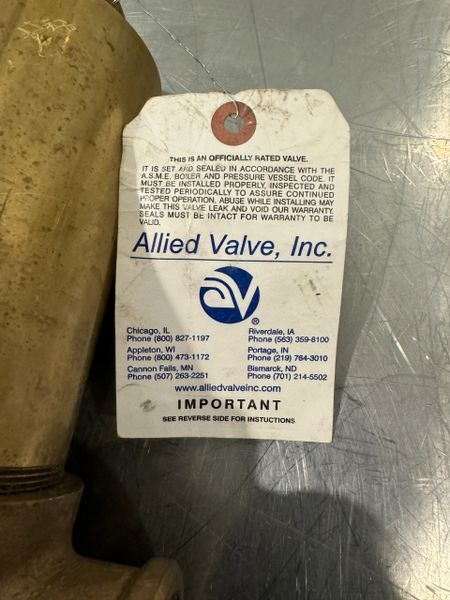 THIS IS AN OFFICIALLY RATED VALVE.
IT IS SET AND SEALED IN ACCORDANCE WITH THE
A.S.M.E. BOILER AND PRESSURE VESSEL CODE. IT
MUST BE INSTALLED PROPERLY, INSPECTED AND
TESTED PERIODICALLY TO ASSURE CONTINUED
PROPER OPERATION. ABUSE WHILE INSTALLING MAY
MAKE THIS VALVE LEAK AND VOID OUR WARRANTY.
SEALS MUST BE INTACT FOR WARRANTY TO BE
VALID.
Allied Valve, Inc.
AV ®
Chicago, IL
Phone (800) 827-1197
Riverdale, IA
Phone (563) 359-8100
Appleton, WI
Phone (800) 473-1172
Portage, IN
Phone (219) 764-3010
Cannon Falls, MN
Phone (507) 263-2251
Bismarck, ND
Phone (701) 214-5502
www.alliedvalveinc.com
IMPORTANT
SEE REVERSE SIDE FOR INSTUCTIONS